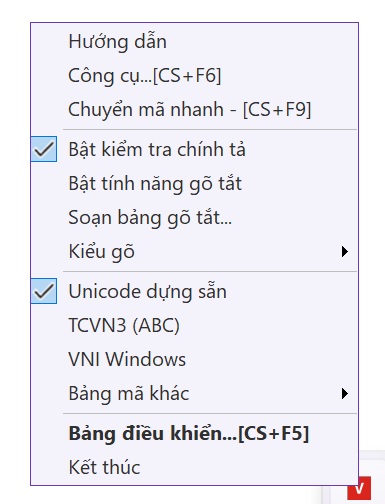 Hướng dẫn
Công cụ...[CS+F6]
Chuyển mã nhanh - [CS+F9]
Bật kiểm tra chính tả
Bật tính năng gõ tắt
Soạn bảng gõ tắt...
Kiểu gõ
Unicode dựng sẵn
TCVN3 (ABC)
VNI Windows
Bảng mã khác
Bảng điều khiển...[CS+F5]
Kết thúc
V